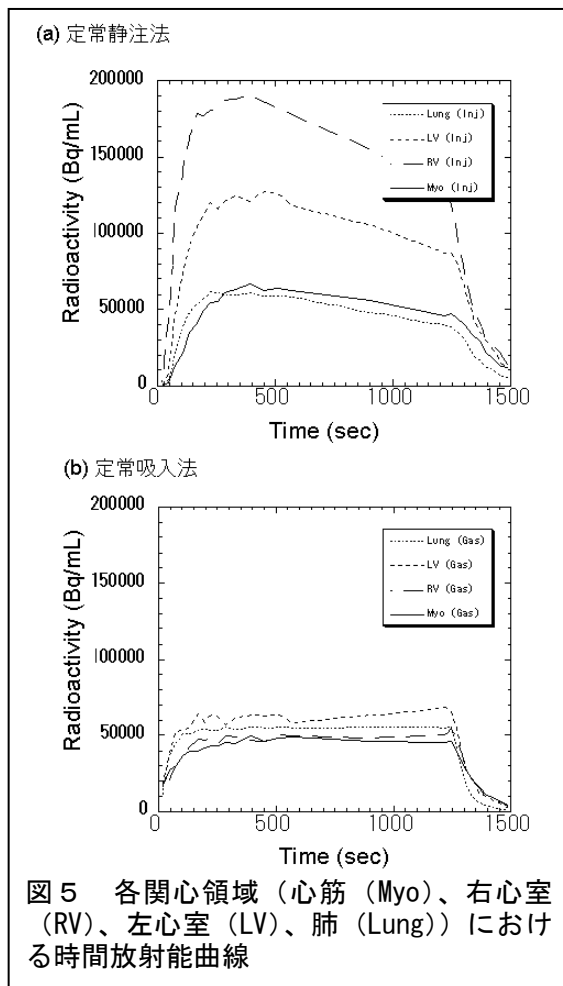 (a) 定常静注法
200000
150000
100000
50000
0
Radioactivity (Bq/mL)
Lung (Inj)
LV (Inj)
RV (Inj)
Myo (Inj)
0 500 1000 1500
Time (sec)
(b) 定常吸入法
200000
150000
100000
50000
0
Radioactivity (Bq/mL)
Lung (Gas)
LV (Gas)
RV (Gas)
Myo (Gas)
0 500 1000 1500
Time (sec)
図5 各関心領域（心筋（Myo）、右心室
（RV）、左心室（LV）、肺（Lung））におけ
る時間放射能曲線